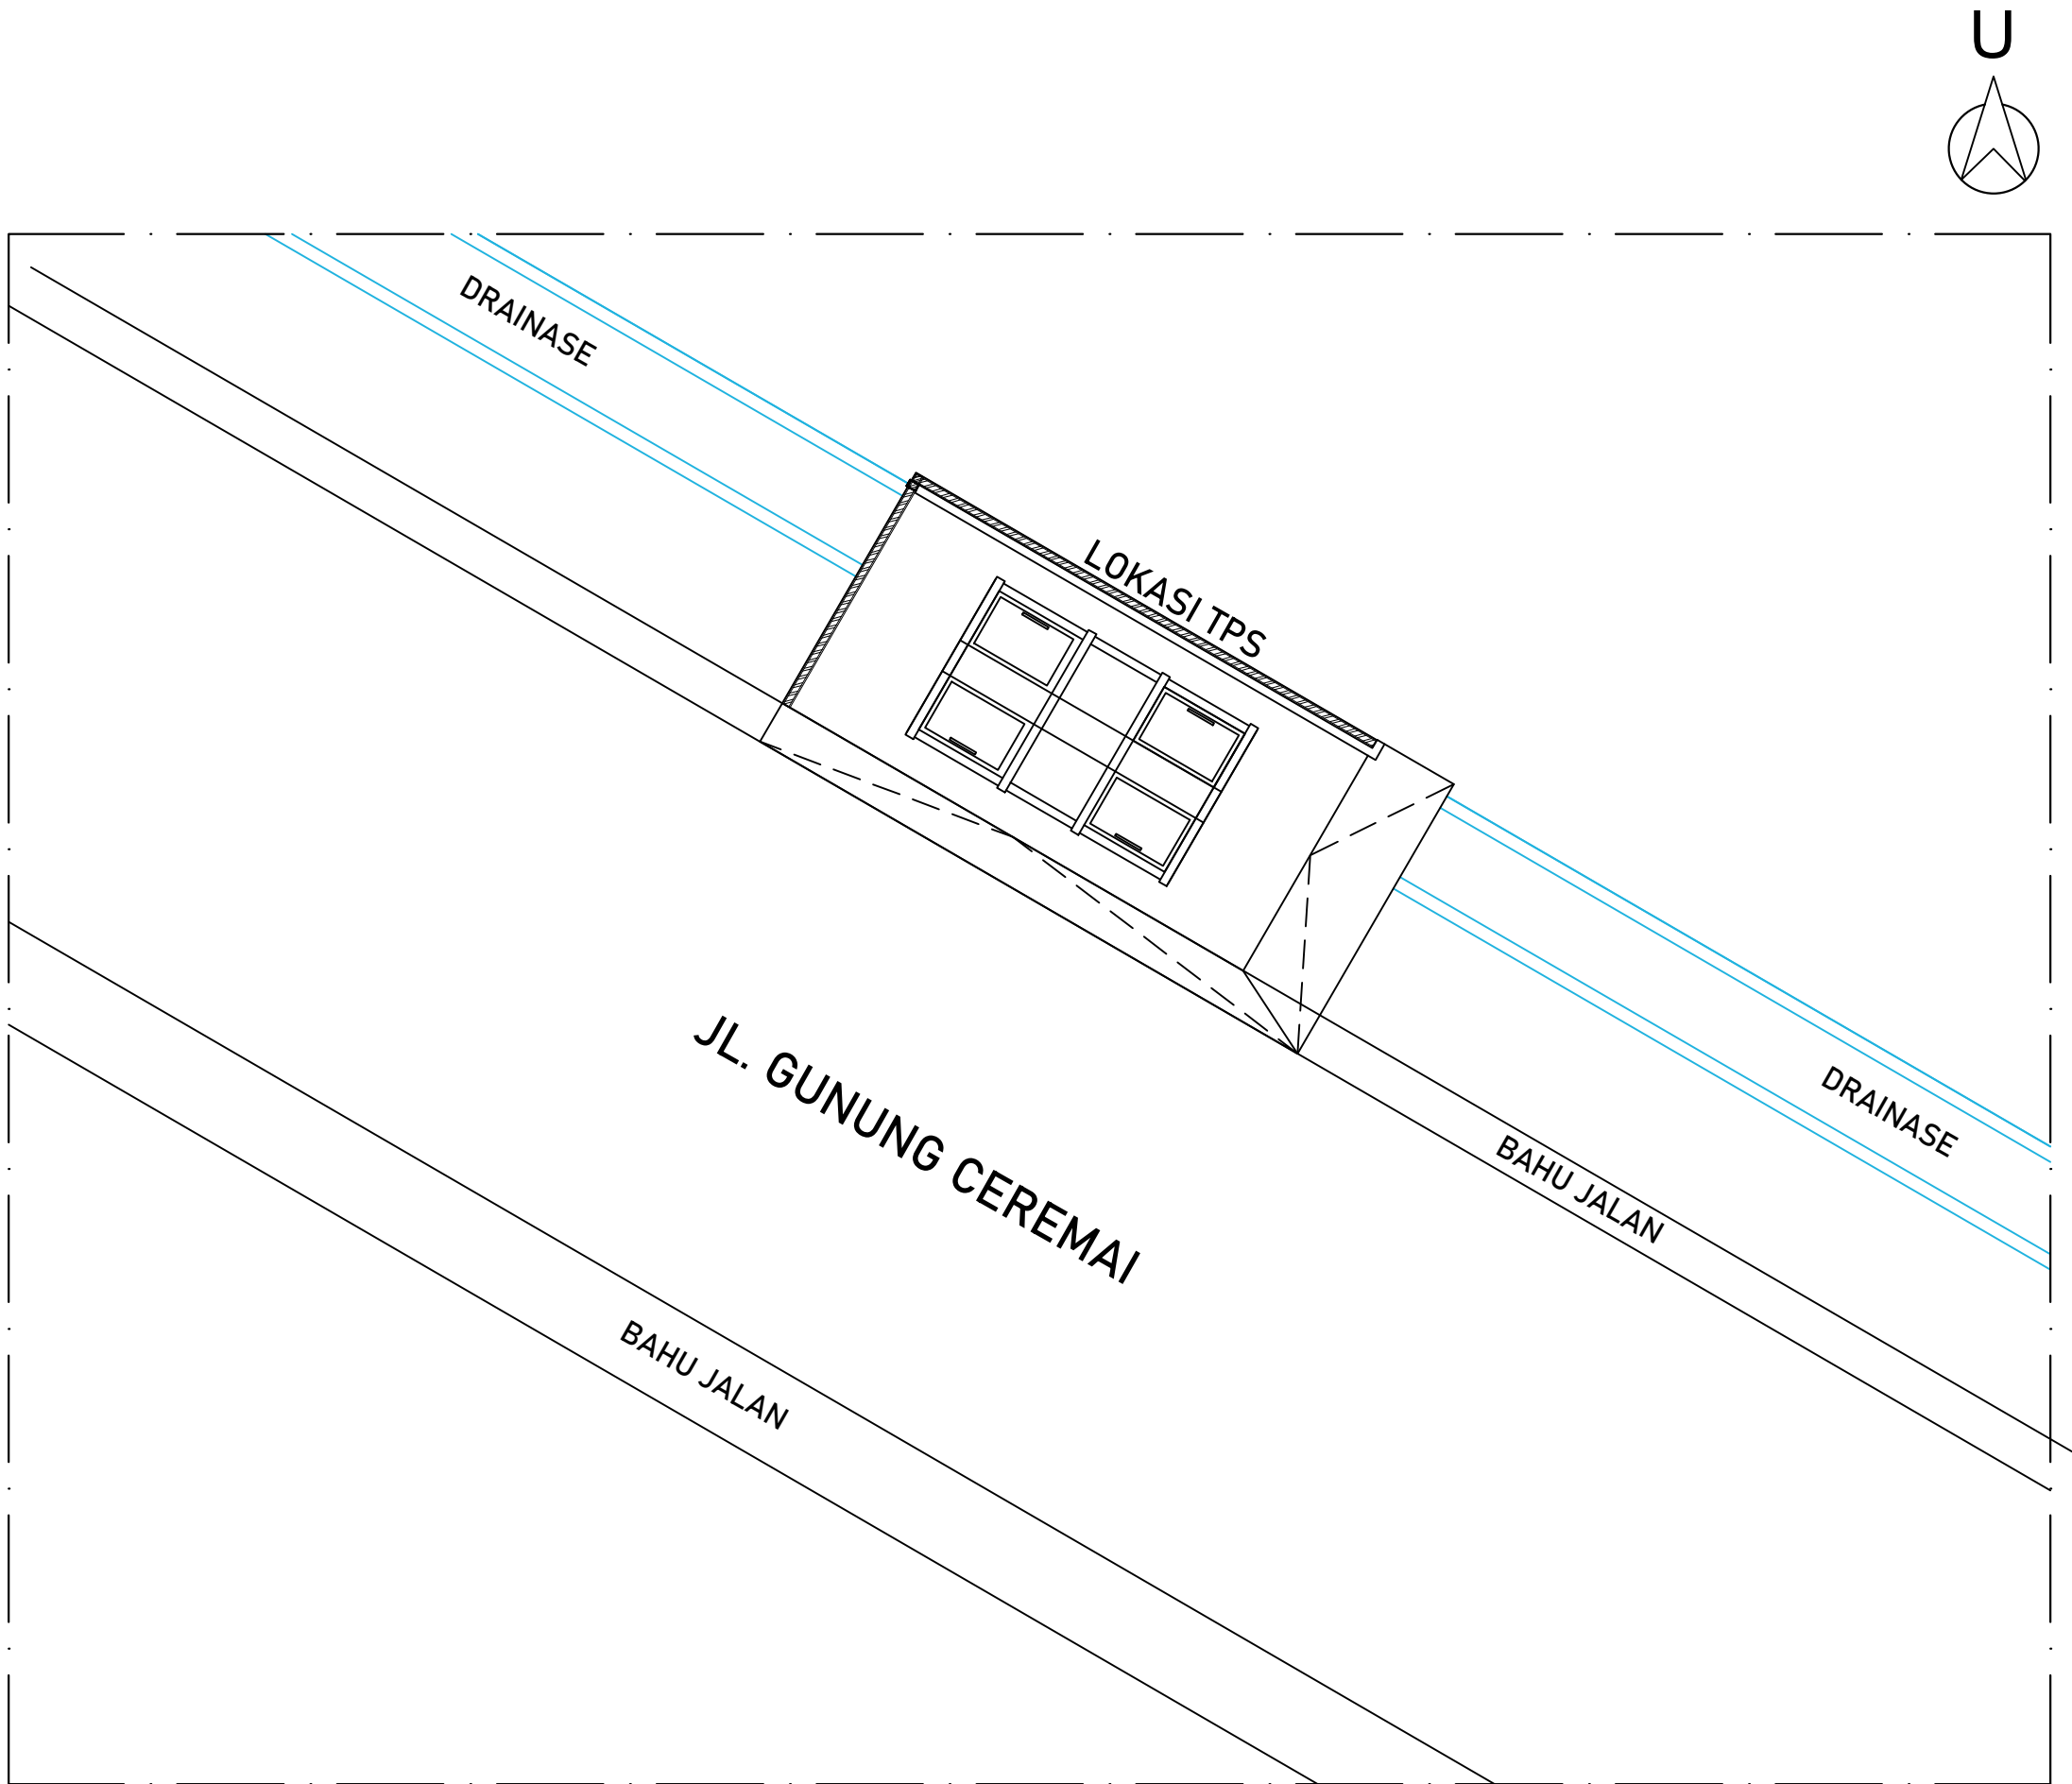 U
DRAINASE
LOKASI TPS
JL. GUNUNG CEREMAI
DRAINASE
BAHU JALAN
BAHU JALAN